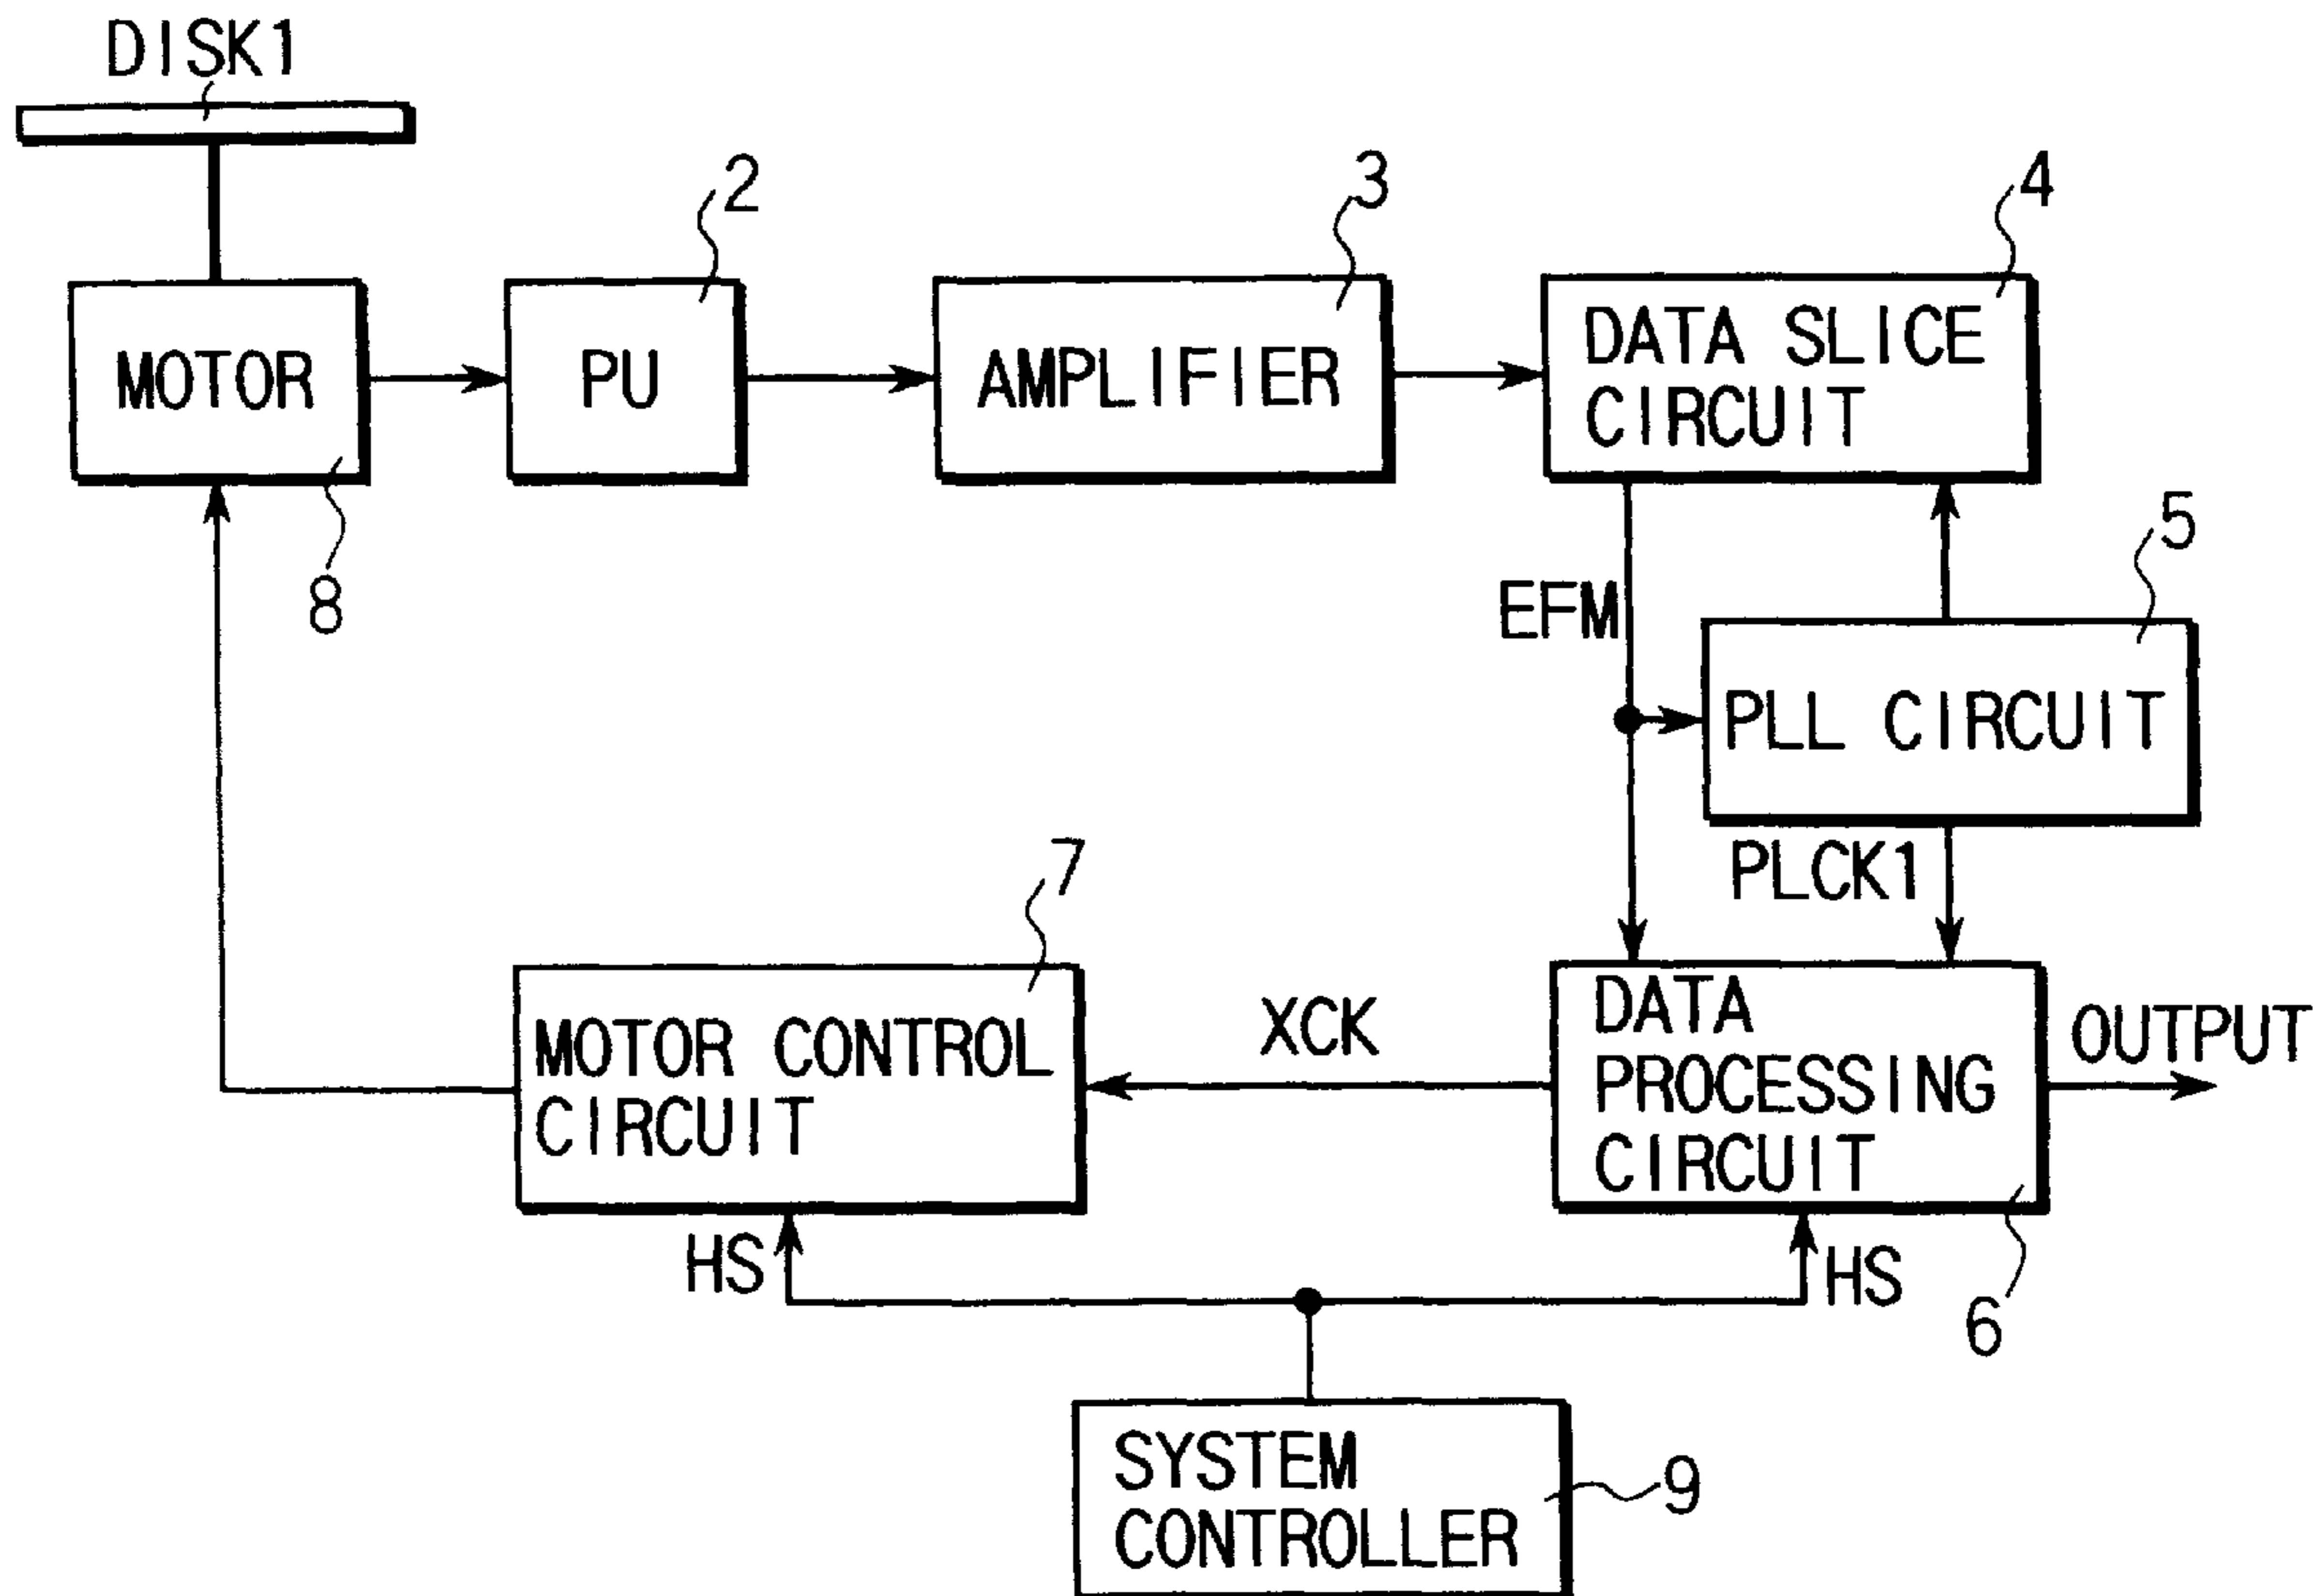 DISK1
2
3
4
MOTOR
PU
AMPLIFIER
DATA SLICE
CIRCUIT
8
EFM
5
PLL CIRCUIT
PLCK1
7
MOTOR CONTROL
CIRCUIT
XCK
DATA
PROCESSING
CIRCUIT
OUTPUT
HS
HS
6
SYSTEM
CONTROLLER
9